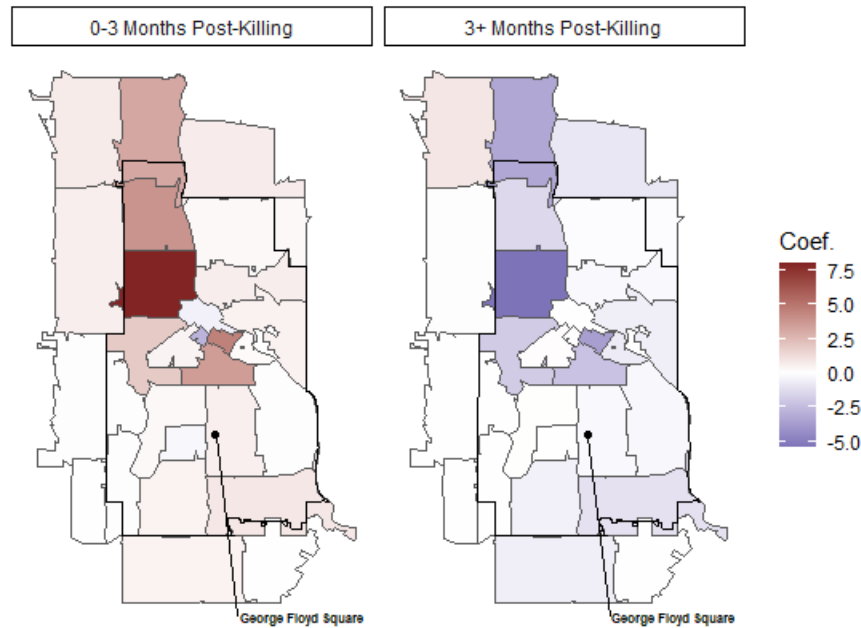 0-3 Months Post-Killing
3+ Months Post-Killing
Coef.
7.5
5.0
2.5
0.0
-2.5
-5.0
George Floyd Square
George Floyd Square